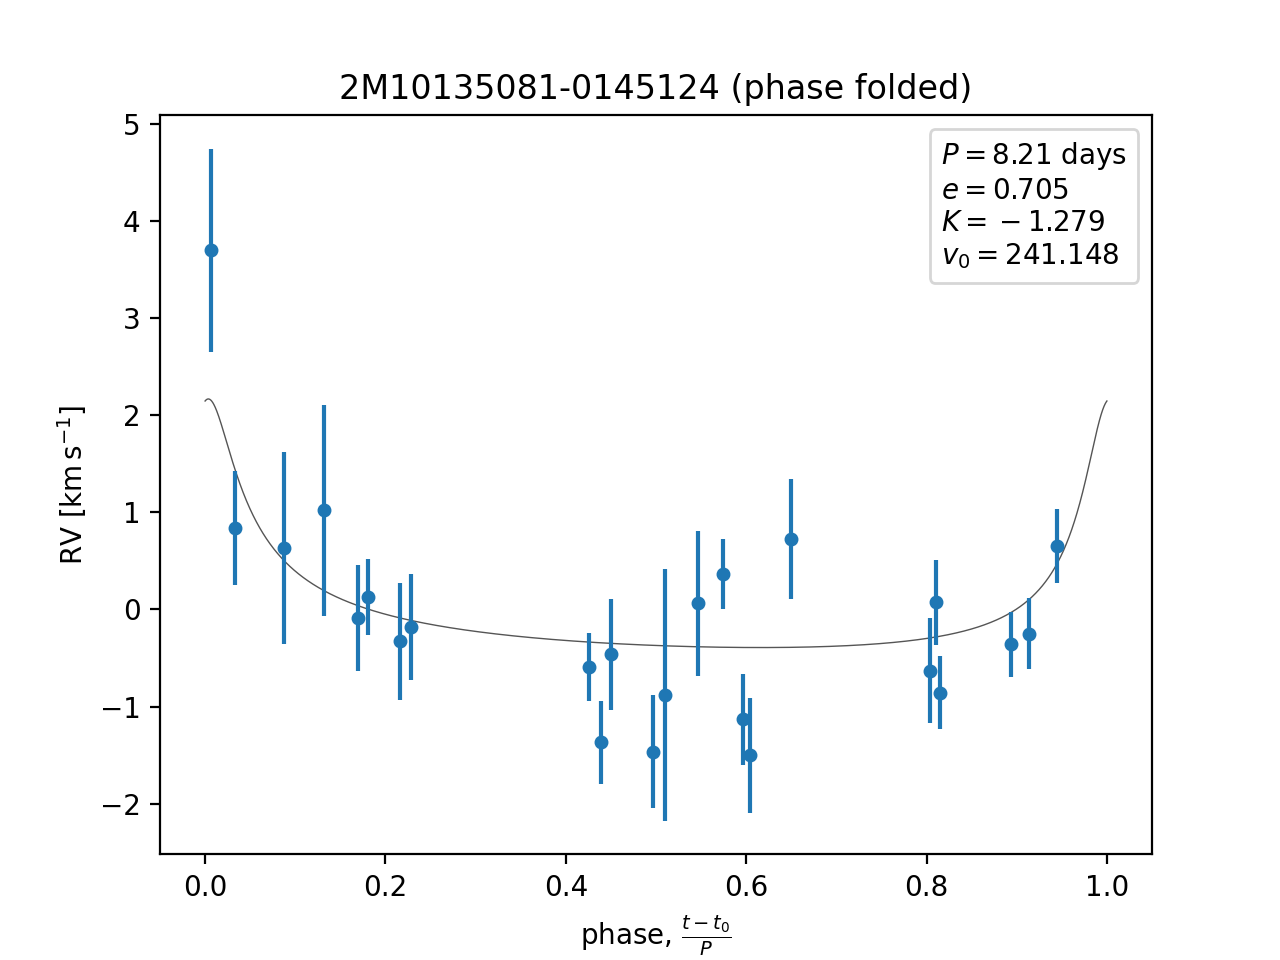 2M10135081-0145124 (phase folded)
P = 8.21 days
e = 0.705
K = −1.279
v₀ = 241.148
RV [km s⁻¹]
5
4
3
2
1
0
−1
−2
0.0 0.2 0.4 0.6 0.8 1.0
phase, (t − t₀)/P